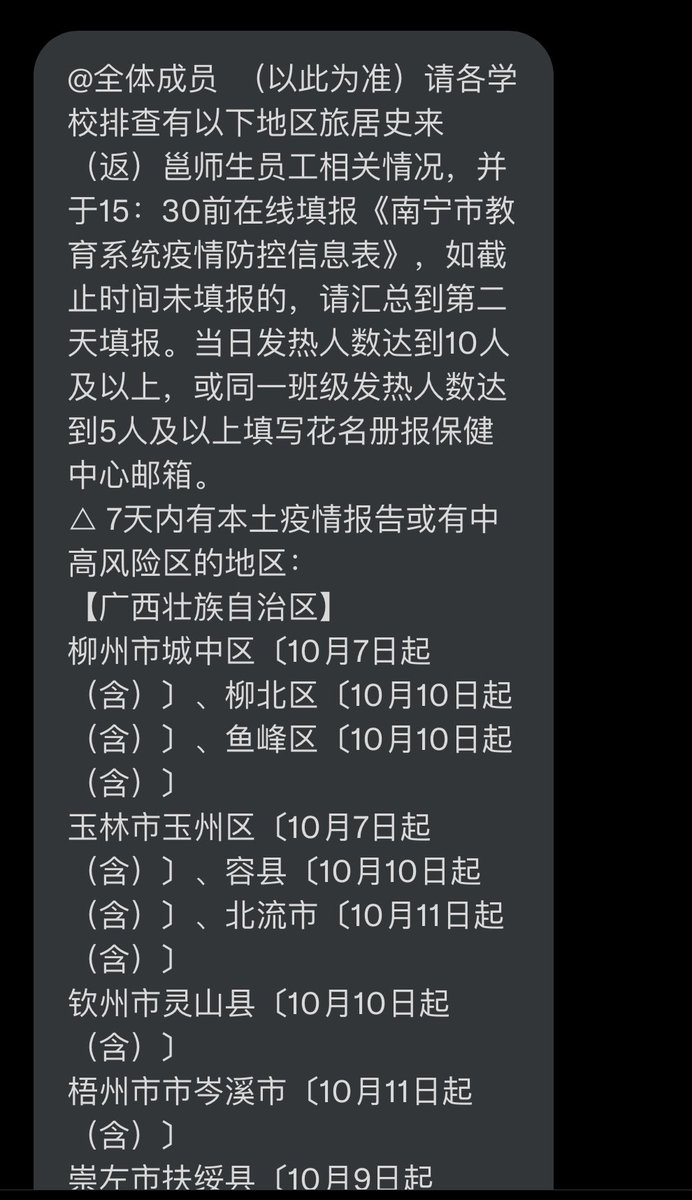 @全体成员 （以此为准）请各学
校排查有以下地区旅居史来
（返）邕师生员工相关情况，并
于15：30前在线填报《南宁市教
育系统疫情防控信息表》，如截
止时间未填报的，请汇总到第二
天填报。当日发热人数达到10人
及以上，或同一班级发热人数达
到5人及以上填写花名册报保健
中心邮箱。
△ 7天内有本土疫情报告或有中
高风险区的地区：
【广西壮族自治区】
柳州市城中区〔10月7日起
（含）〕、柳北区〔10月10日起
（含）〕、鱼峰区〔10月10日起
（含）〕
玉林市玉州区〔10月7日起
（含）〕、容县〔10月10日起
（含）〕、北流市〔10月11日起
（含）〕
钦州市灵山县〔10月10日起
（含）〕
梧州市市岑溪市〔10月11日起
（含）〕
崇左市扶绥县〔10月9日起